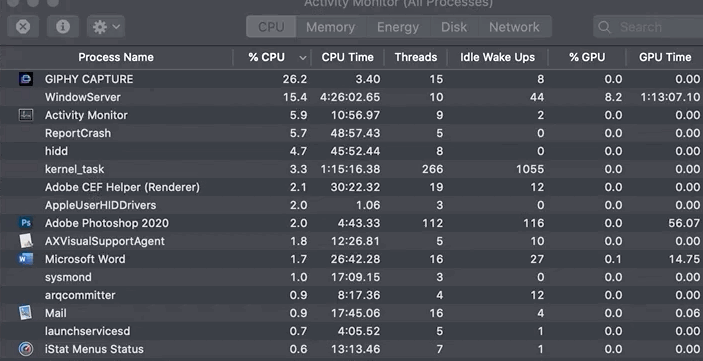 Activity Monitor (All Processes)
CPU Memory Energy Disk Network Search
Process Name % CPU CPU Time Threads Idle Wake Ups % GPU GPU Time
GIPHY CAPTURE 26.2 3.40 15 8 0.0 0.00
WindowServer 15.4 4:26:02.65 10 44 8.2 1:13:07.10
Activity Monitor 5.9 10:56.97 9 2 0.0 0.00
ReportCrash 5.7 48:57.43 5 0 0.0 0.00
hidd 4.7 45:52.44 8 0 0.0 0.00
kernel_task 3.3 1:15:16.38 266 1055 0.0 0.00
Adobe CEF Helper (Renderer) 2.1 30:22.32 19 12 0.0 0.00
AppleUserHIDDrivers 2.0 1.06 3 0 0.0 0.00
Ps Adobe Photoshop 2020 2.0 4:43.33 112 116 0.0 56.07
AXVisualSupportAgent 1.8 12:26.81 5 10 0.0 0.00
W Microsoft Word 1.7 26:42.28 16 27 0.1 14.75
sysmond 1.0 17:09.15 3 0 0.0 0.00
arqcommitter 0.9 8:17.36 4 12 0.0 0.00
Mail 0.9 17:45.06 16 4 0.0 0.06
launchservicesd 0.7 4:05.52 5 1 0.0 0.00
iStat Menus Status 0.6 13:13.46 7 1 0.0 0.00